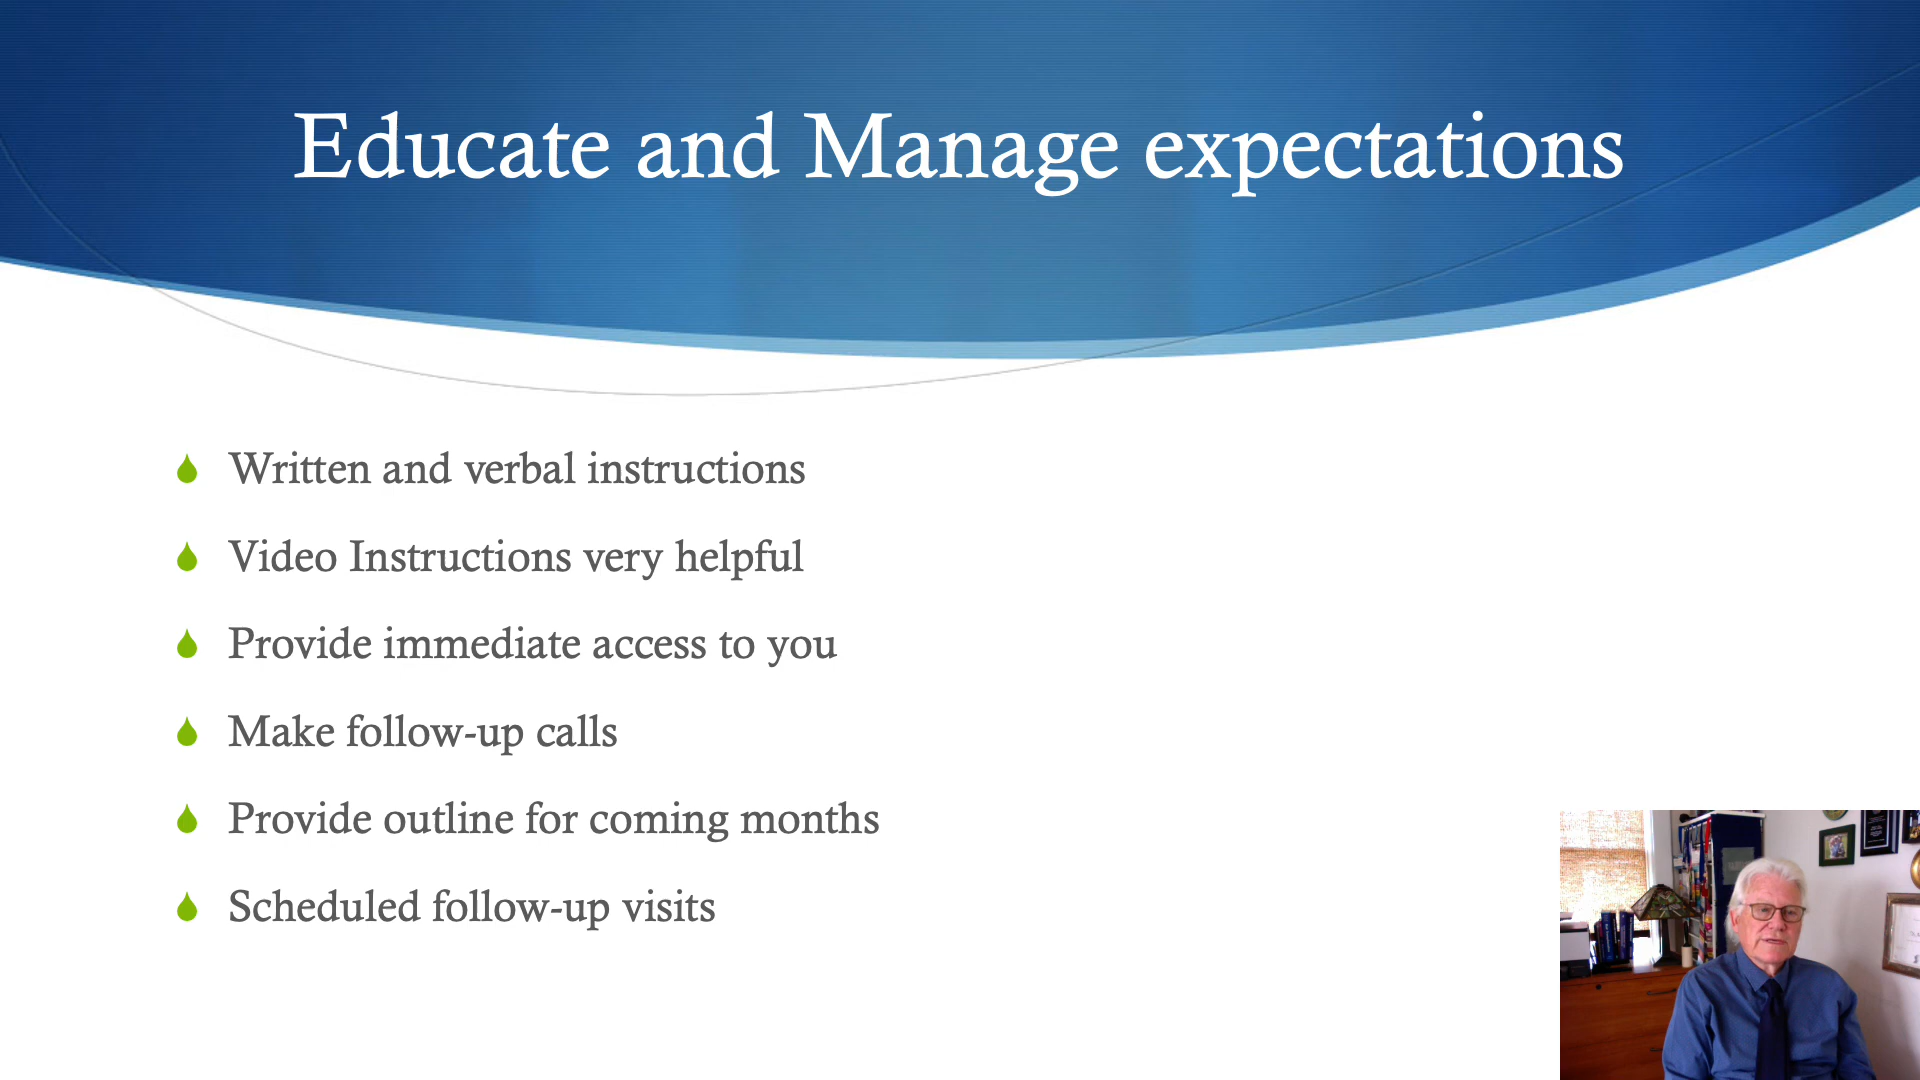 Educate and Manage expectations
Written and verbal instructions
Video Instructions very helpful
Provide immediate access to you
Make follow-up calls
Provide outline for coming months
Scheduled follow-up visits